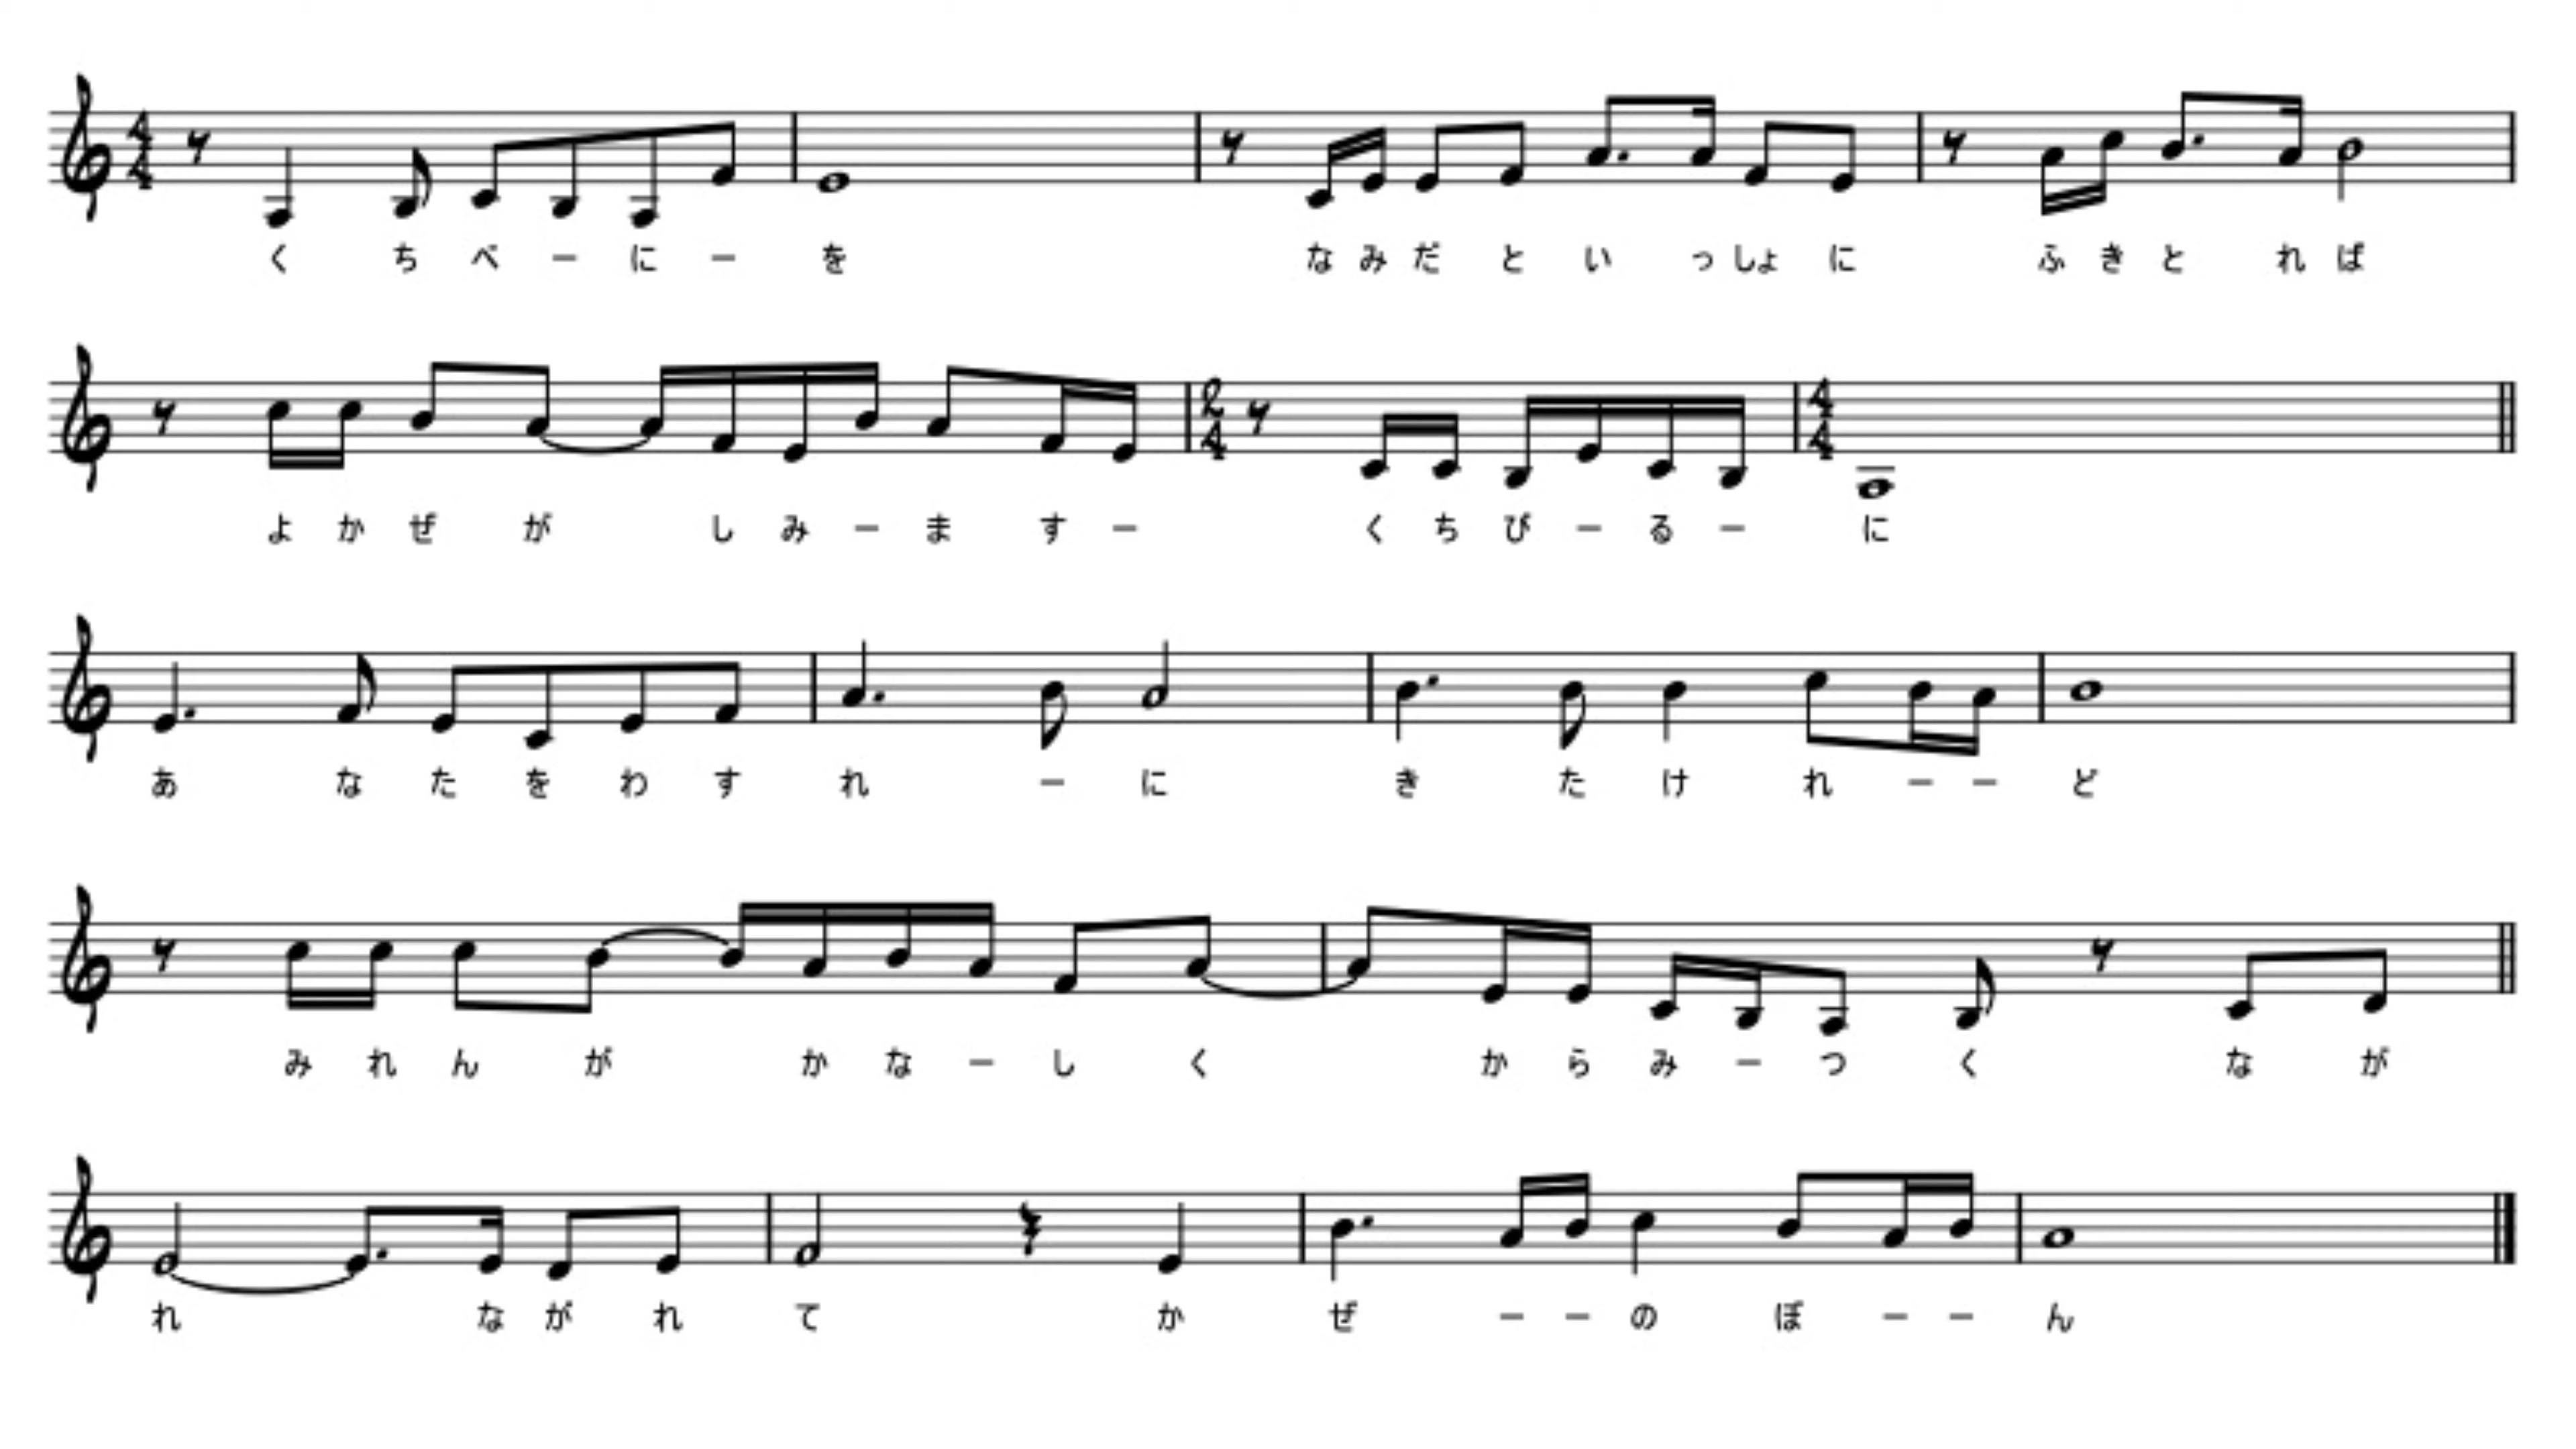 く ち べ ー に ー を な み だ と い っ しょ に ふ き と れ ば
よ か ぜ が し み ー ま す ー く ち び ー る ー に
あ な た を わ す れ ー に き た け れ ー ー ど
み れ ん が か な ー し く か ら み ー つ く な が
れ な が れ て か ぜ ー ー の ぼ ー ー ん